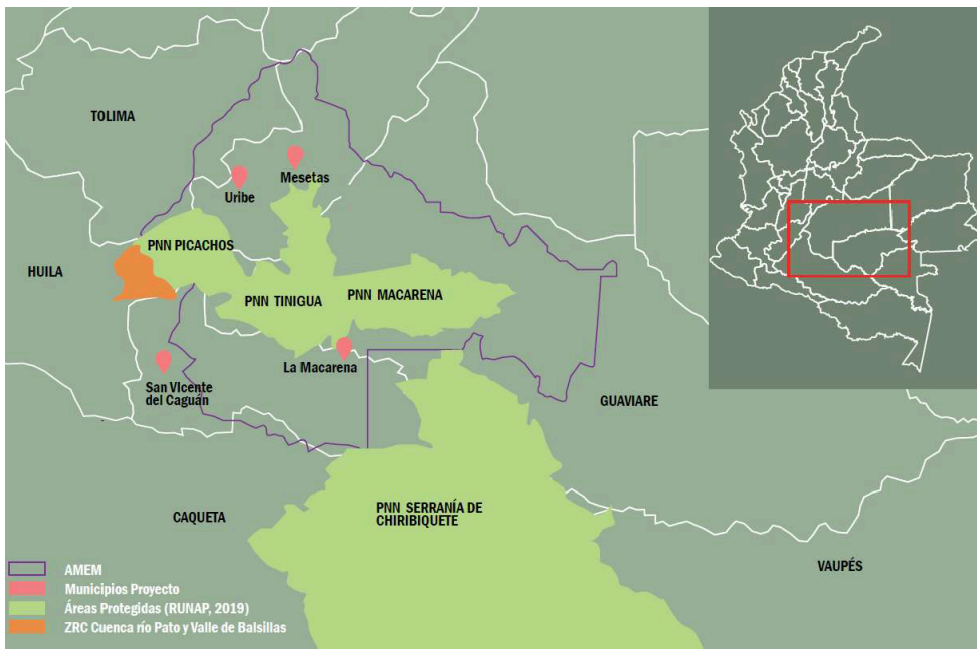 TOLIMA
Mesetas
Uribe
PNN PICACHOS
HUILA
PNN TINIGUA
PNN MACARENA
La Macarena
San VIcente
del Caguán
GUAVIARE
PNN SERRANÍA DE
CHIRIBIQUETE
CAQUETA
VAUPÉS
AMEM
Municipios Proyecto
Áreas Protegidas (RUNAP, 2019)
ZRC Cuenca río Pato y Valle de Balsillas